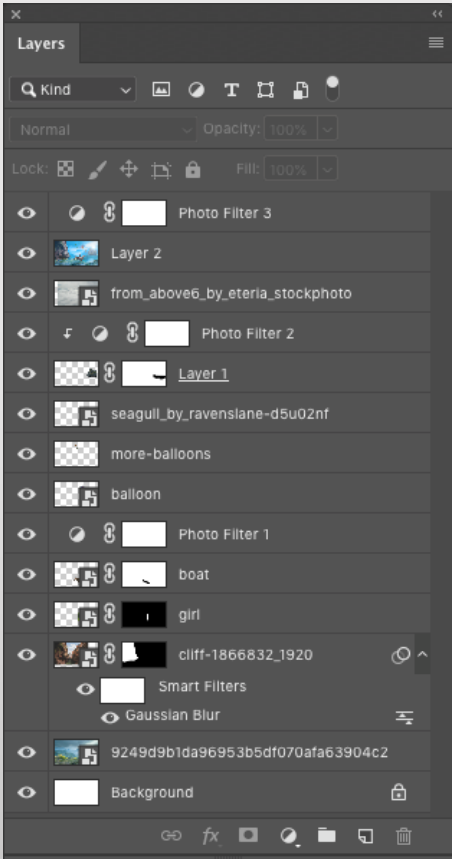 Layers
Kind
Normal Opacity: 100%
Lock: Fill: 100%
Photo Filter 3
Layer 2
from_above6_by_eteria_stockphoto
Photo Filter 2
Layer 1
seagull_by_ravenslane-d5u02nf
more-balloons
balloon
Photo Filter 1
boat
girl
cliff-1866832_1920
Smart Filters
Gaussian Blur
9249d9b1da96953b5df070afa63904c2
Background
fx